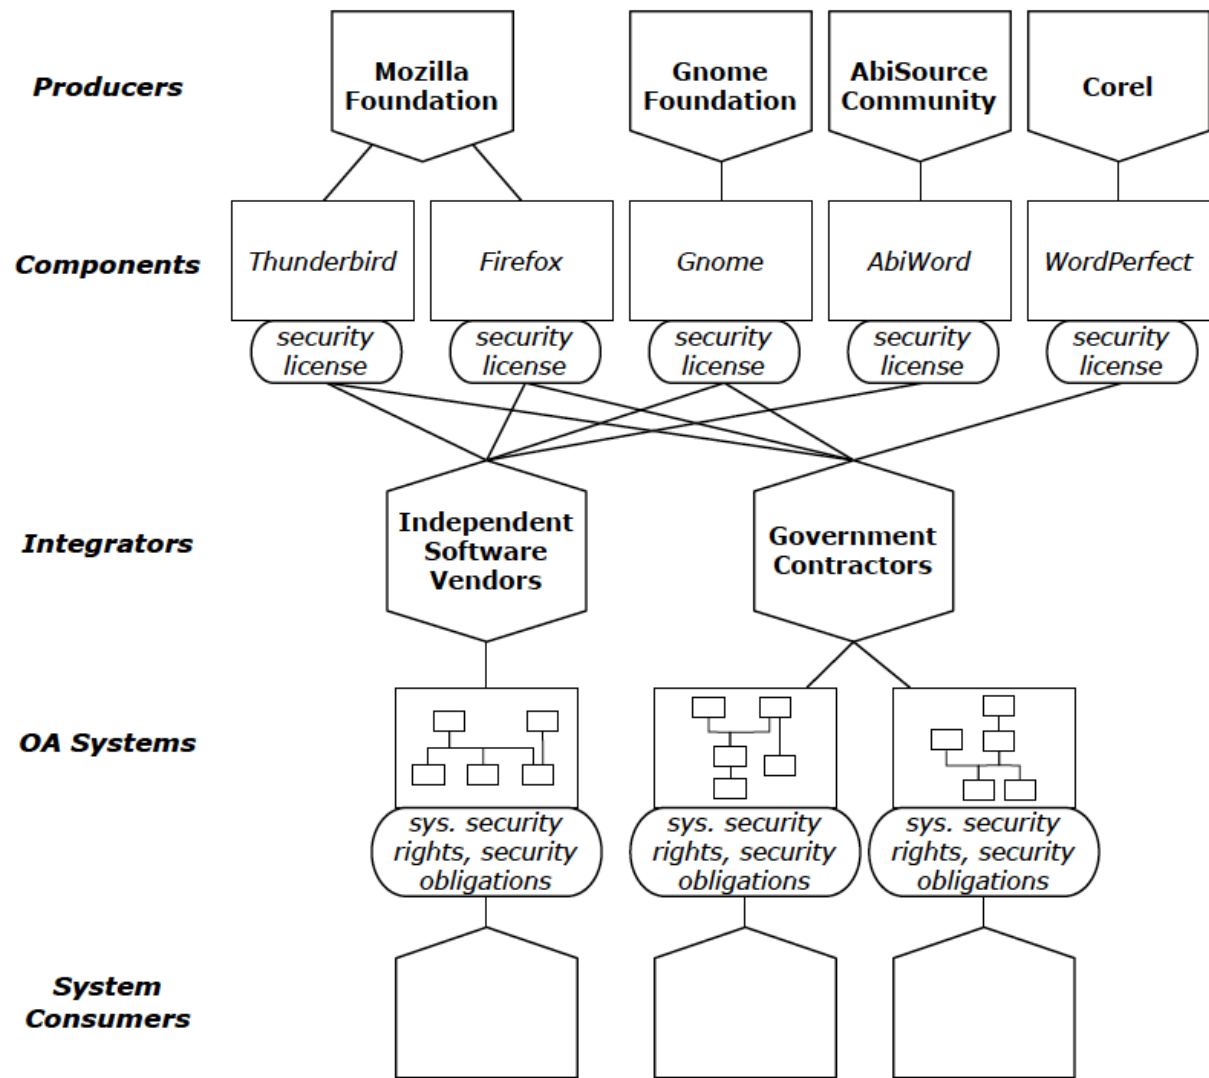 Producers
Mozilla
Foundation
Gnome
Foundation
AbiSource
Community
Corel
Components
Thunderbird
Firefox
Gnome
AbiWord
WordPerfect
security
license
security
license
security
license
security
license
security
license
Integrators
Independent
Software
Vendors
Government
Contractors
OA Systems
sys. security
rights, security
obligations
sys. security
rights, security
obligations
sys. security
rights, security
obligations
System
Consumers